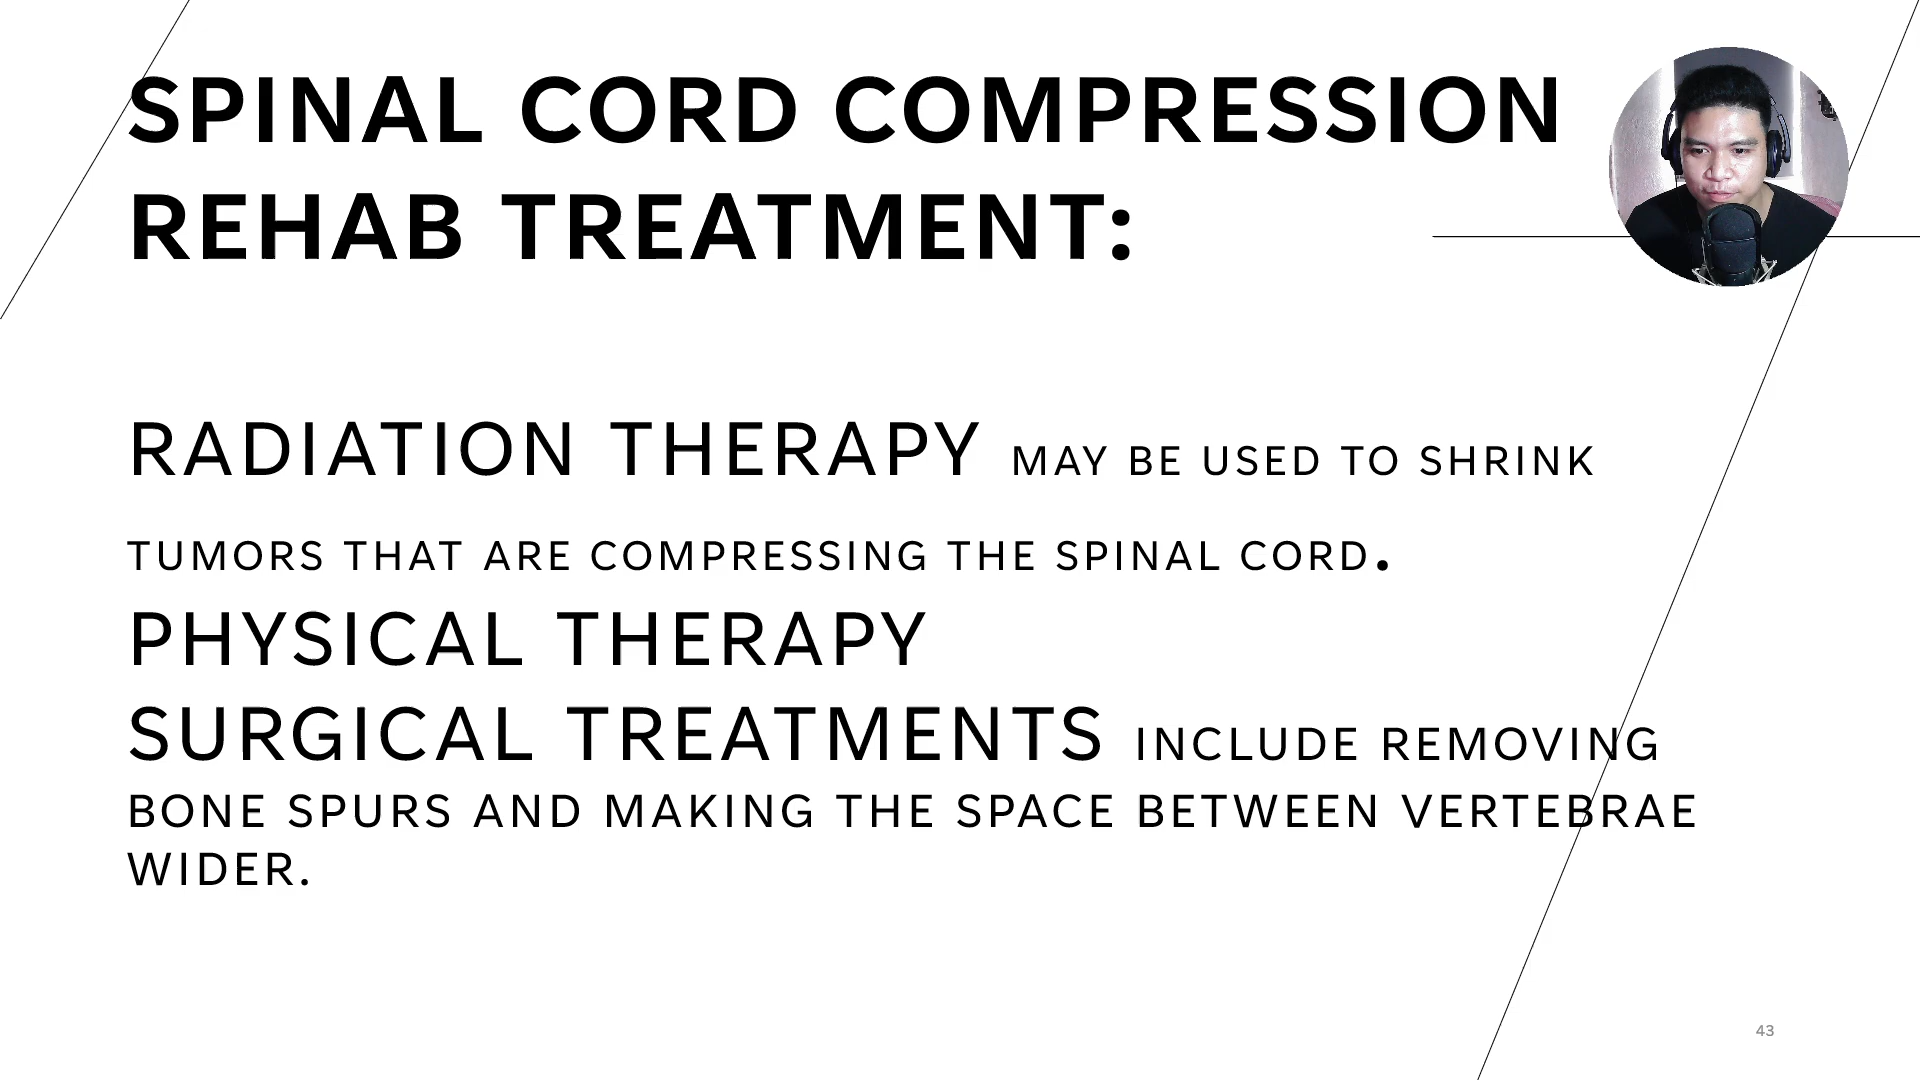 SPINAL CORD COMPRESSION
REHAB TREATMENT:
RADIATION THERAPY MAY BE USED TO SHRINK
TUMORS THAT ARE COMPRESSING THE SPINAL CORD.
PHYSICAL THERAPY
SURGICAL TREATMENTS INCLUDE REMOVING
BONE SPURS AND MAKING THE SPACE BETWEEN VERTEBRAE
WIDER.
43